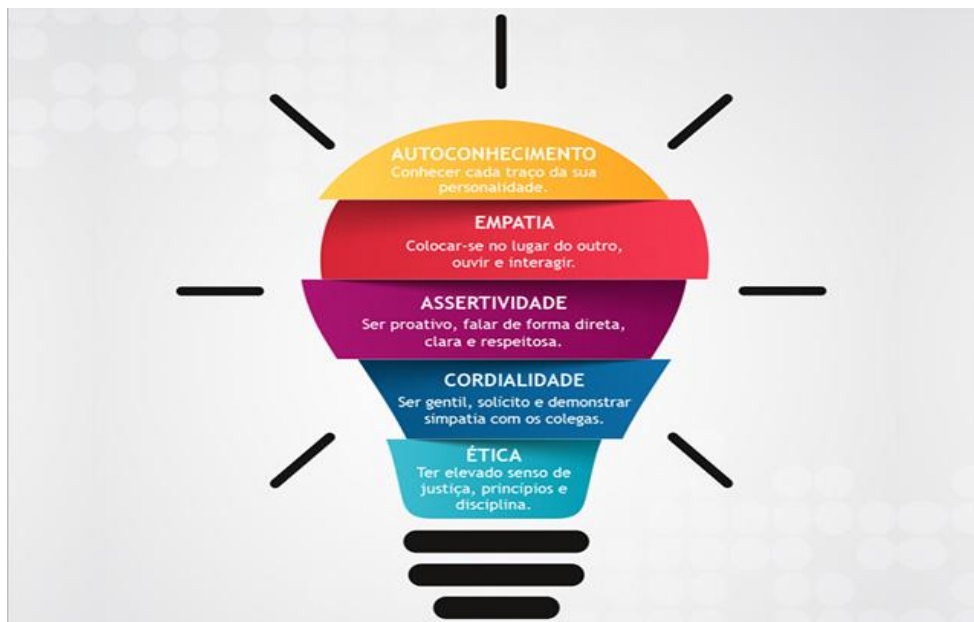 AUTOCONHECIMENTO
Conhecer cada traço da sua
personalidade.
EMPATIA
Colocar-se no lugar do outro,
ouvir e interagir.
ASSERTIVIDADE
Ser proativo, falar de forma direta,
clara e respeitosa.
CORDIALIDADE
Ser gentil, solícito e demonstrar
simpatia com os colegas.
ÉTICA
Ter elevado senso de
justiça, princípios e
disciplina.